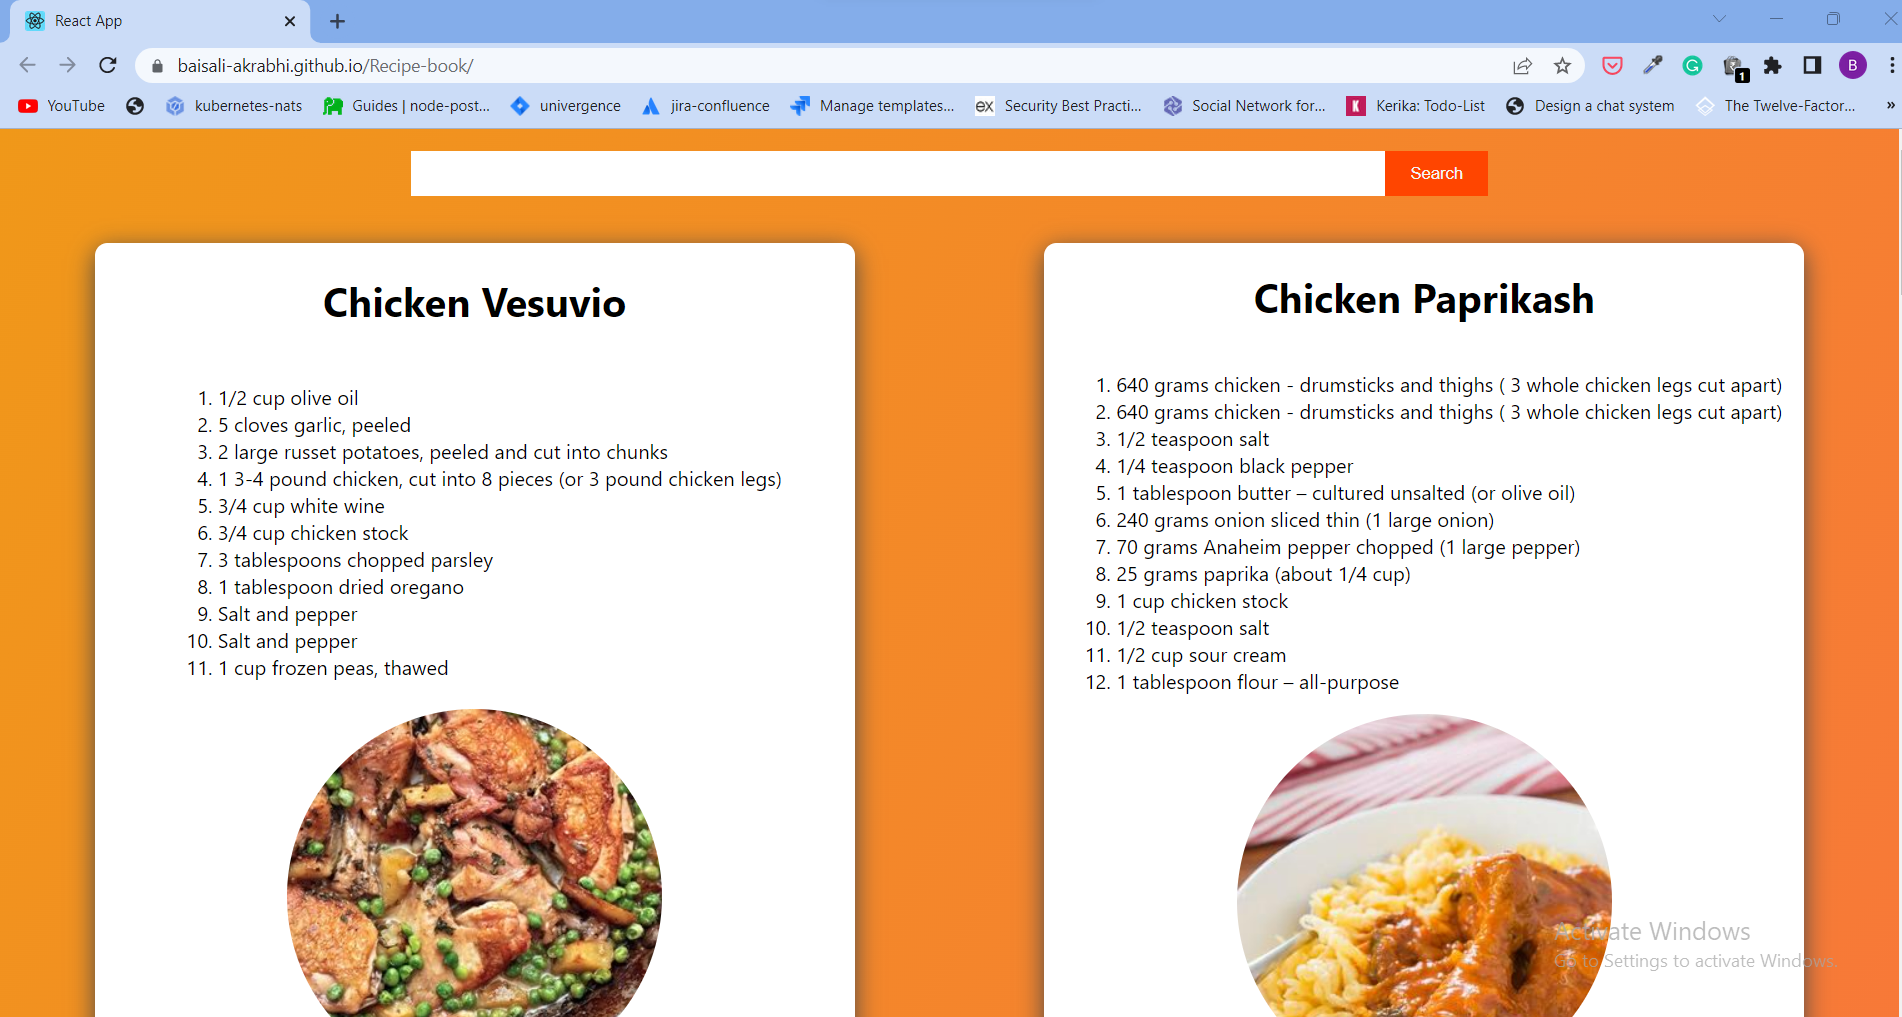 React App
baisali-akrabhi.github.io/Recipe-book/
1
B
YouTube
kubernetes-nats
Guides | node-post...
univergence
jira-confluence
Manage templates...
ex
Security Best Practi...
Social Network for...
K
Kerika: Todo-List
Design a chat system
The Twelve-Factor...
»
Search
Chicken Vesuvio
1. 1/2 cup olive oil
2. 5 cloves garlic, peeled
3. 2 large russet potatoes, peeled and cut into chunks
4. 1 3-4 pound chicken, cut into 8 pieces (or 3 pound chicken legs)
5. 3/4 cup white wine
6. 3/4 cup chicken stock
7. 3 tablespoons chopped parsley
8. 1 tablespoon dried oregano
9. Salt and pepper
10. Salt and pepper
11. 1 cup frozen peas, thawed
Chicken Paprikash
1. 640 grams chicken - drumsticks and thighs ( 3 whole chicken legs cut apart)
2. 640 grams chicken - drumsticks and thighs ( 3 whole chicken legs cut apart)
3. 1/2 teaspoon salt
4. 1/4 teaspoon black pepper
5. 1 tablespoon butter – cultured unsalted (or olive oil)
6. 240 grams onion sliced thin (1 large onion)
7. 70 grams Anaheim pepper chopped (1 large pepper)
8. 25 grams paprika (about 1/4 cup)
9. 1 cup chicken stock
10. 1/2 teaspoon salt
11. 1/2 cup sour cream
12. 1 tablespoon flour – all-purpose
Activate Windows
Go to Settings to activate Windows.